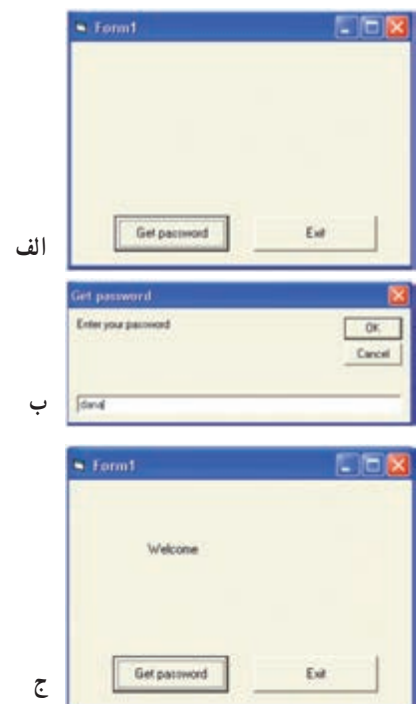 Form1
Get password
Exit
الف
Get password
Enter your password
OK
Cancel
dana
ب
Form1
Welcome
Get password
Exit
ج